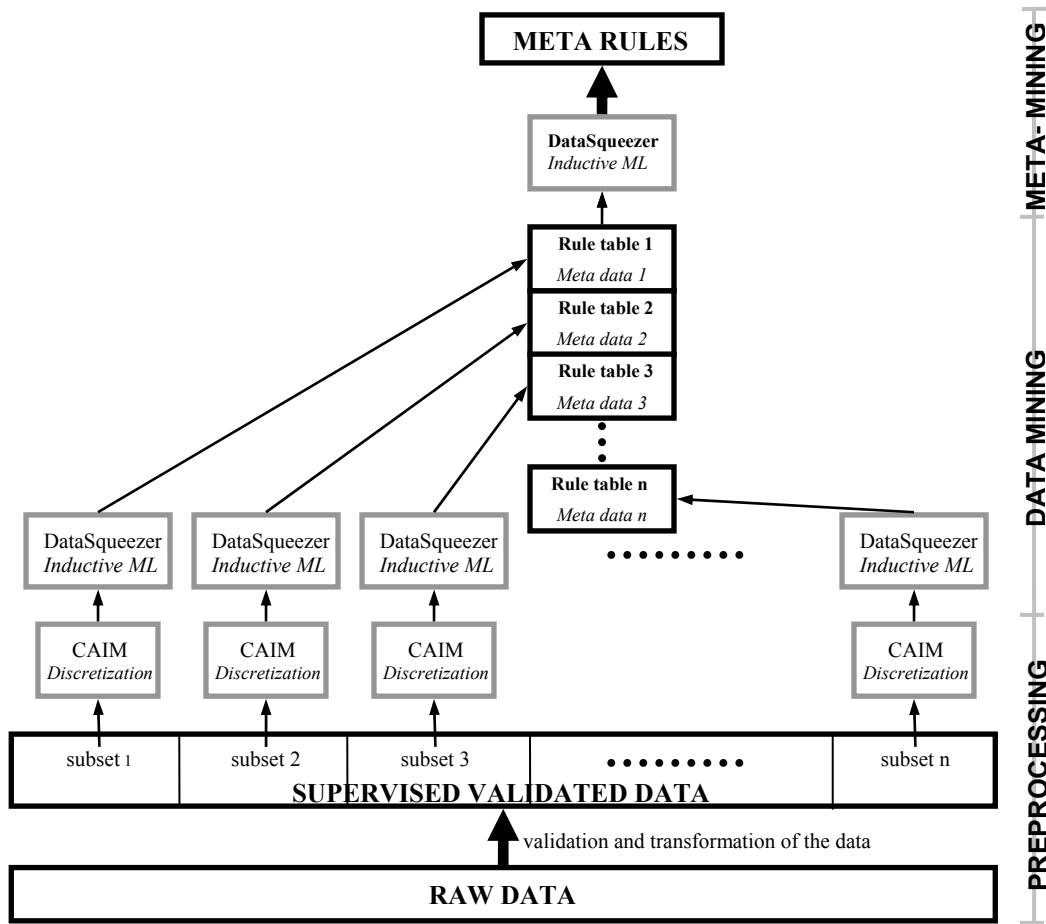 META RULES
DataSqueezer
Inductive ML
Rule table 1
Meta data 1
Rule table 2
Meta data 2
Rule table 3
Meta data 3
Rule table n
Meta data n
DataSqueezer
Inductive ML
DataSqueezer
Inductive ML
DataSqueezer
Inductive ML
DataSqueezer
Inductive ML
CAIM
Discretization
CAIM
Discretization
CAIM
Discretization
CAIM
Discretization
subset 1
subset 2
subset 3
subset n
SUPERVISED VALIDATED DATA
validation and transformation of the data
RAW DATA
META- MINING
DATA MINING
PREPROCESSING